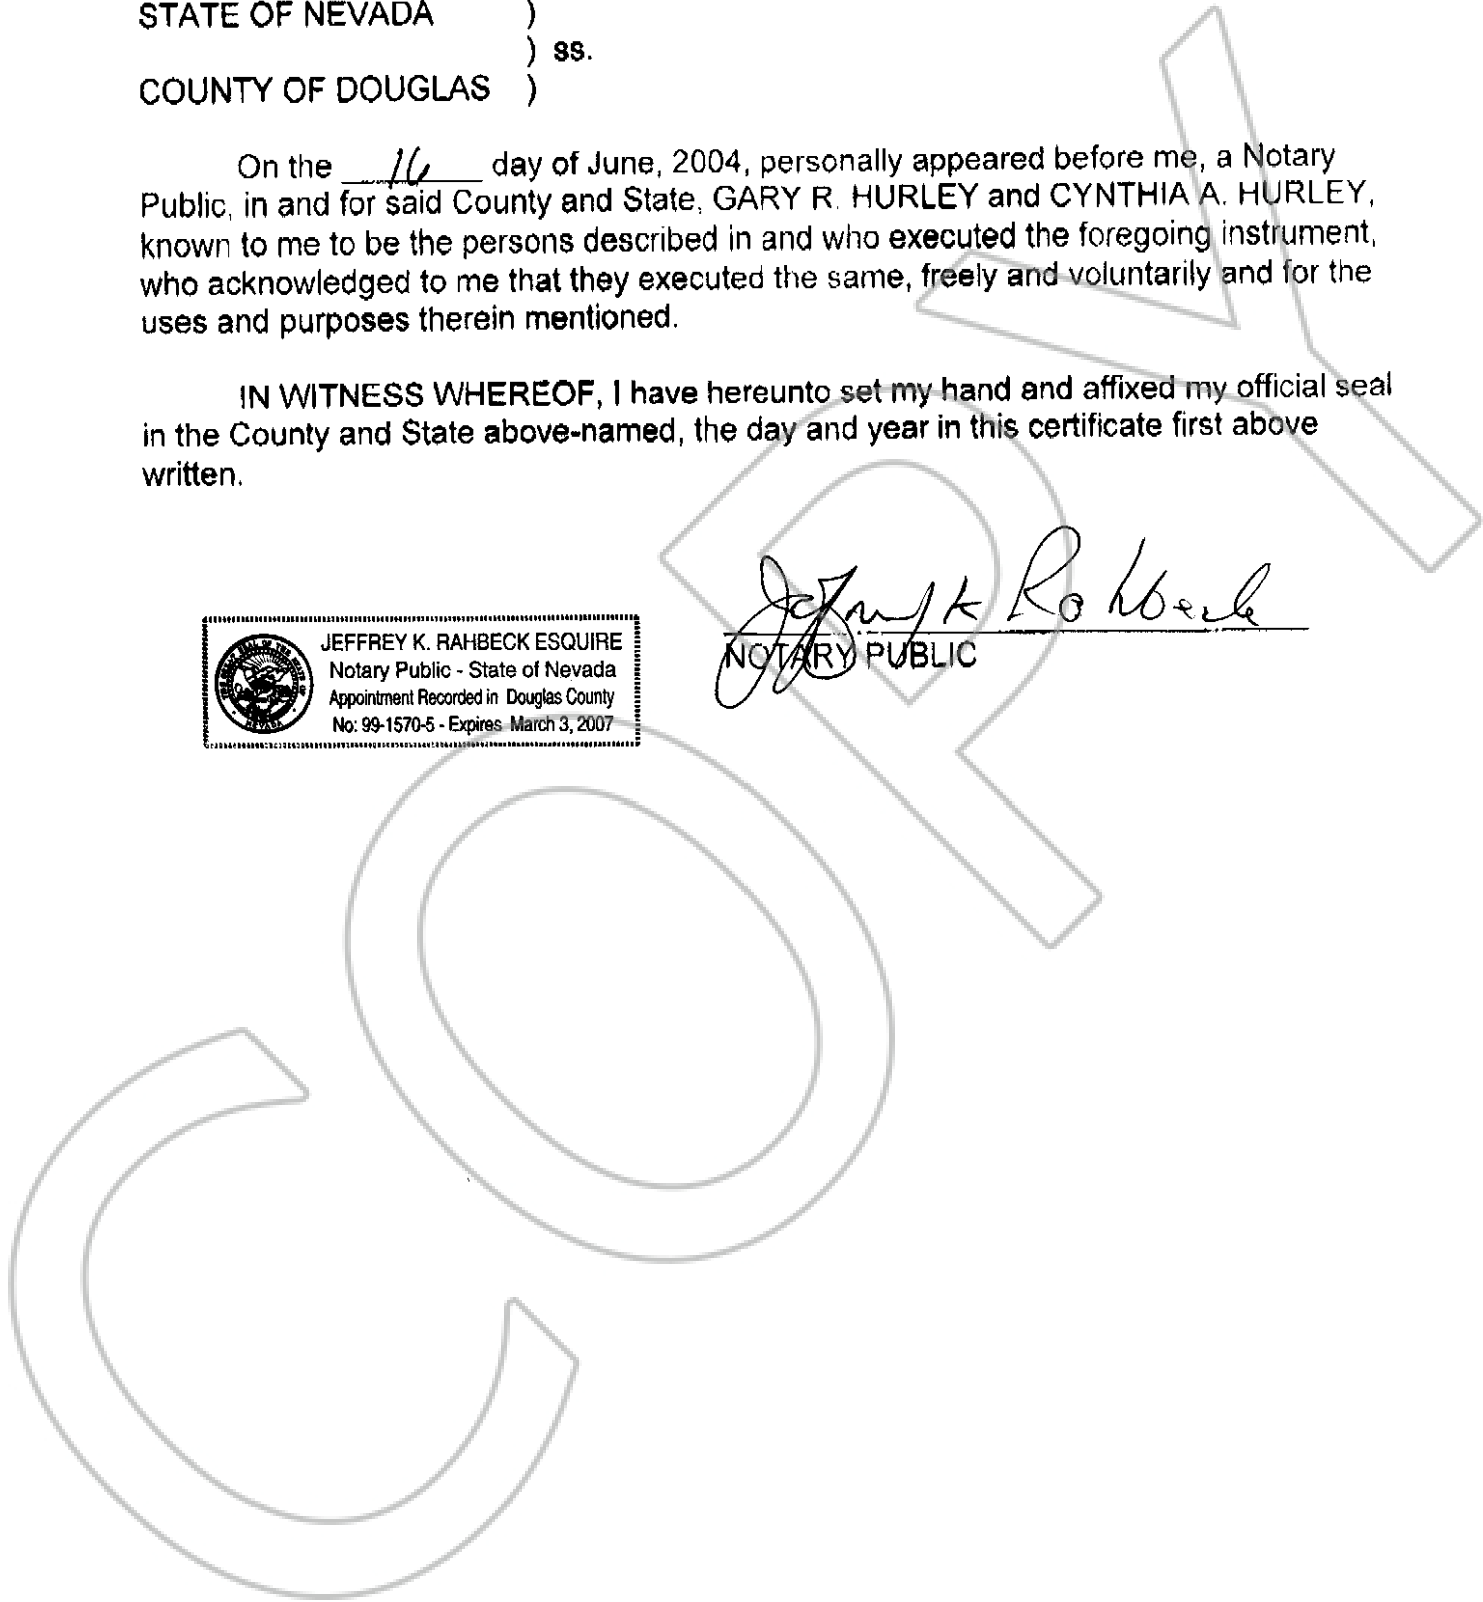 STATE OF NEVADA )
) ss.
COUNTY OF DOUGLAS )
On the 16 day of June, 2004, personally appeared before me, a Notary
Public, in and for said County and State, GARY R. HURLEY and CYNTHIA A. HURLEY,
known to me to be the persons described in and who executed the foregoing instrument,
who acknowledged to me that they executed the same, freely and voluntarily and for the
uses and purposes therein mentioned.
IN WITNESS WHEREOF, I have hereunto set my hand and affixed my official seal
in the County and State above-named, the day and year in this certificate first above
written.
Jeffrey K Rahbeck
NOTARY PUBLIC
JEFFREY K. RAHBECK ESQUIRE
Notary Public - State of Nevada
Appointment Recorded in Douglas County
No: 99-1570-5 - Expires March 3, 2007
COPY